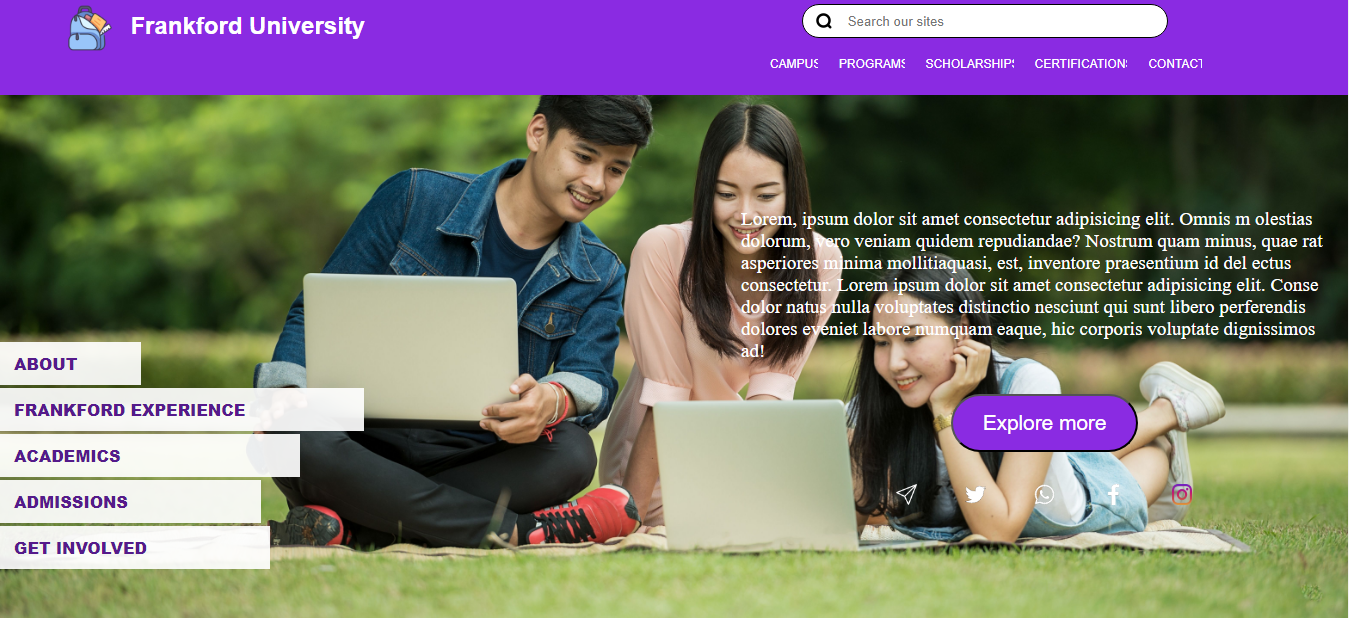 Frankford University
Search our sites
CAMPUS PROGRAMS SCHOLARSHIPS CERTIFICATIONS CONTACT
Lorem, ipsum dolor sit amet consectetur adipisicing elit. Omnis m olestias
dolorum, vero veniam quidem repudiandae? Nostrum quam minus, quae rat
asperiores minima mollitiaquasi, est, inventore praesentium id del ectus
consectetur. Lorem ipsum dolor sit amet consectetur adipisicing elit. Conse
dolor natus nulla voluptates distinctio nesciunt qui sunt libero perferendis
dolores eveniet labore numquam eaque, hic corporis voluptate dignissimos
ad!
ABOUT
FRANKFORD EXPERIENCE
ACADEMICS
ADMISSIONS
GET INVOLVED
Explore more